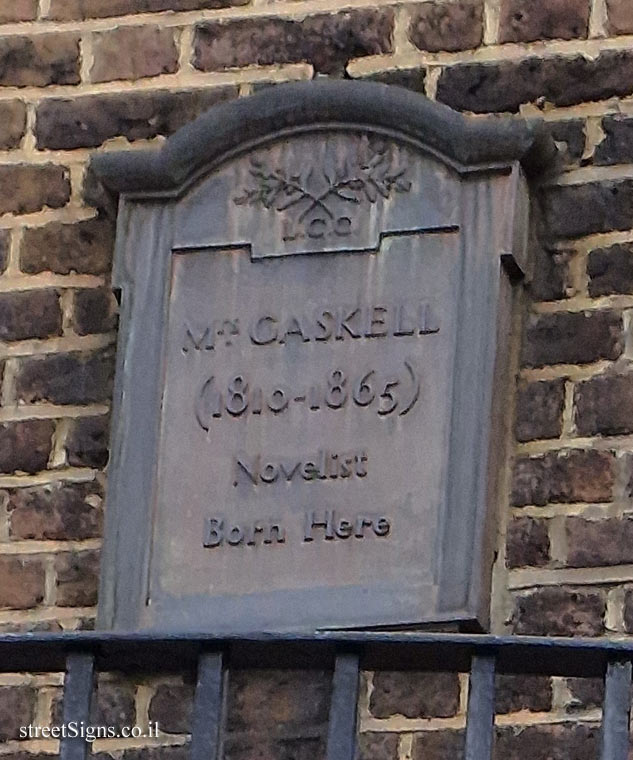 L.C.C.
Mrs GASKELL
(1810-1865)
Novelist
Born Here
streetSigns.co.il